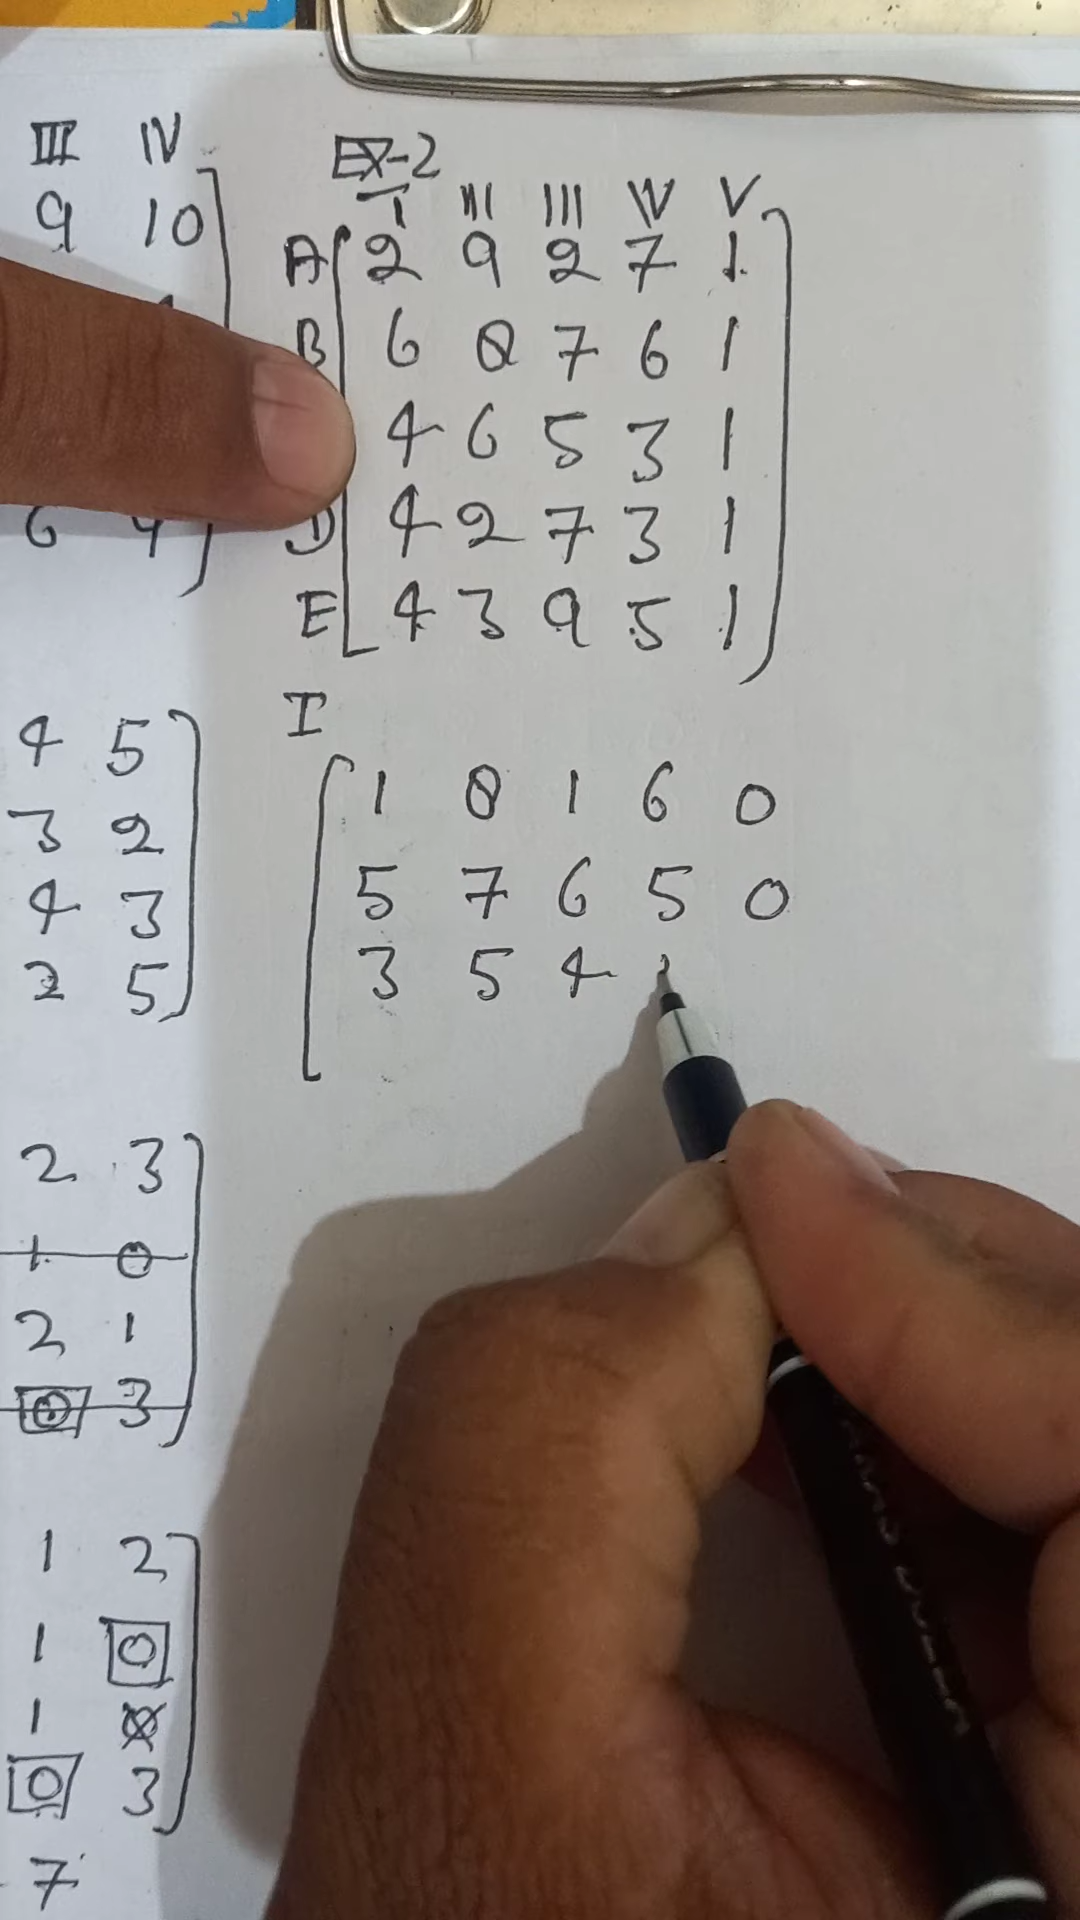 III IV
9 10
6 4
4 5
3 2
4 3
2 5
2 3
1 0
2 1
0 3
1 2
1 0
1 0
0 3
7
EX-2
I II III IV V
A 2 9 2 7 1
B 6 8 7 6 1
4 6 5 3 1
D 4 2 7 3 1
E 4 3 9 5 1
I
1 8 1 6 0
5 7 6 5 0
3 5 4